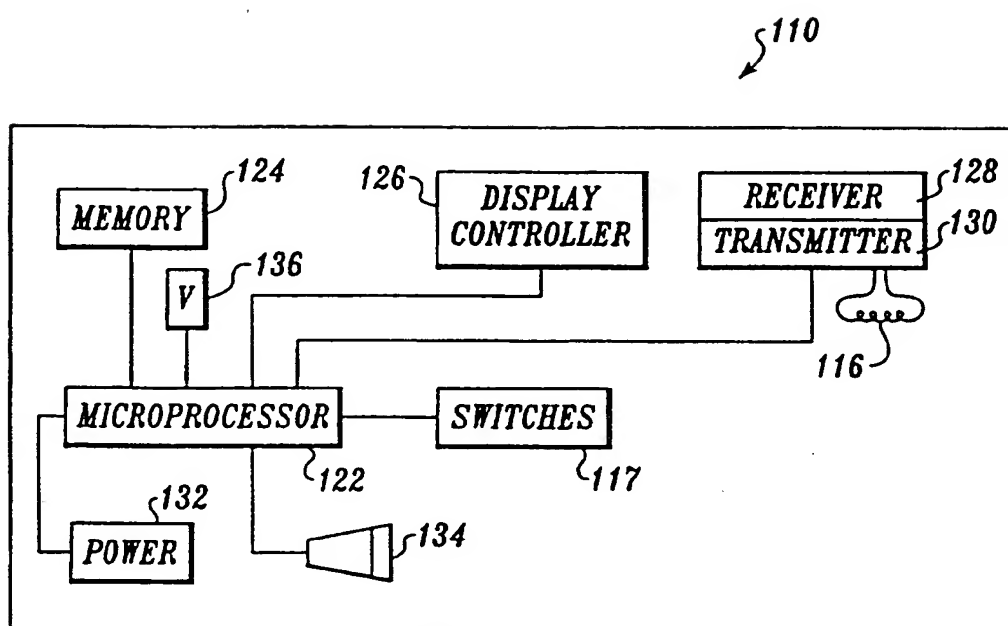 110
124
MEMORY
126
DISPLAY
CONTROLLER
RECEIVER
128
TRANSMITTER
130
136
V
116
MICROPROCESSOR
122
SWITCHES
117
132
POWER
134